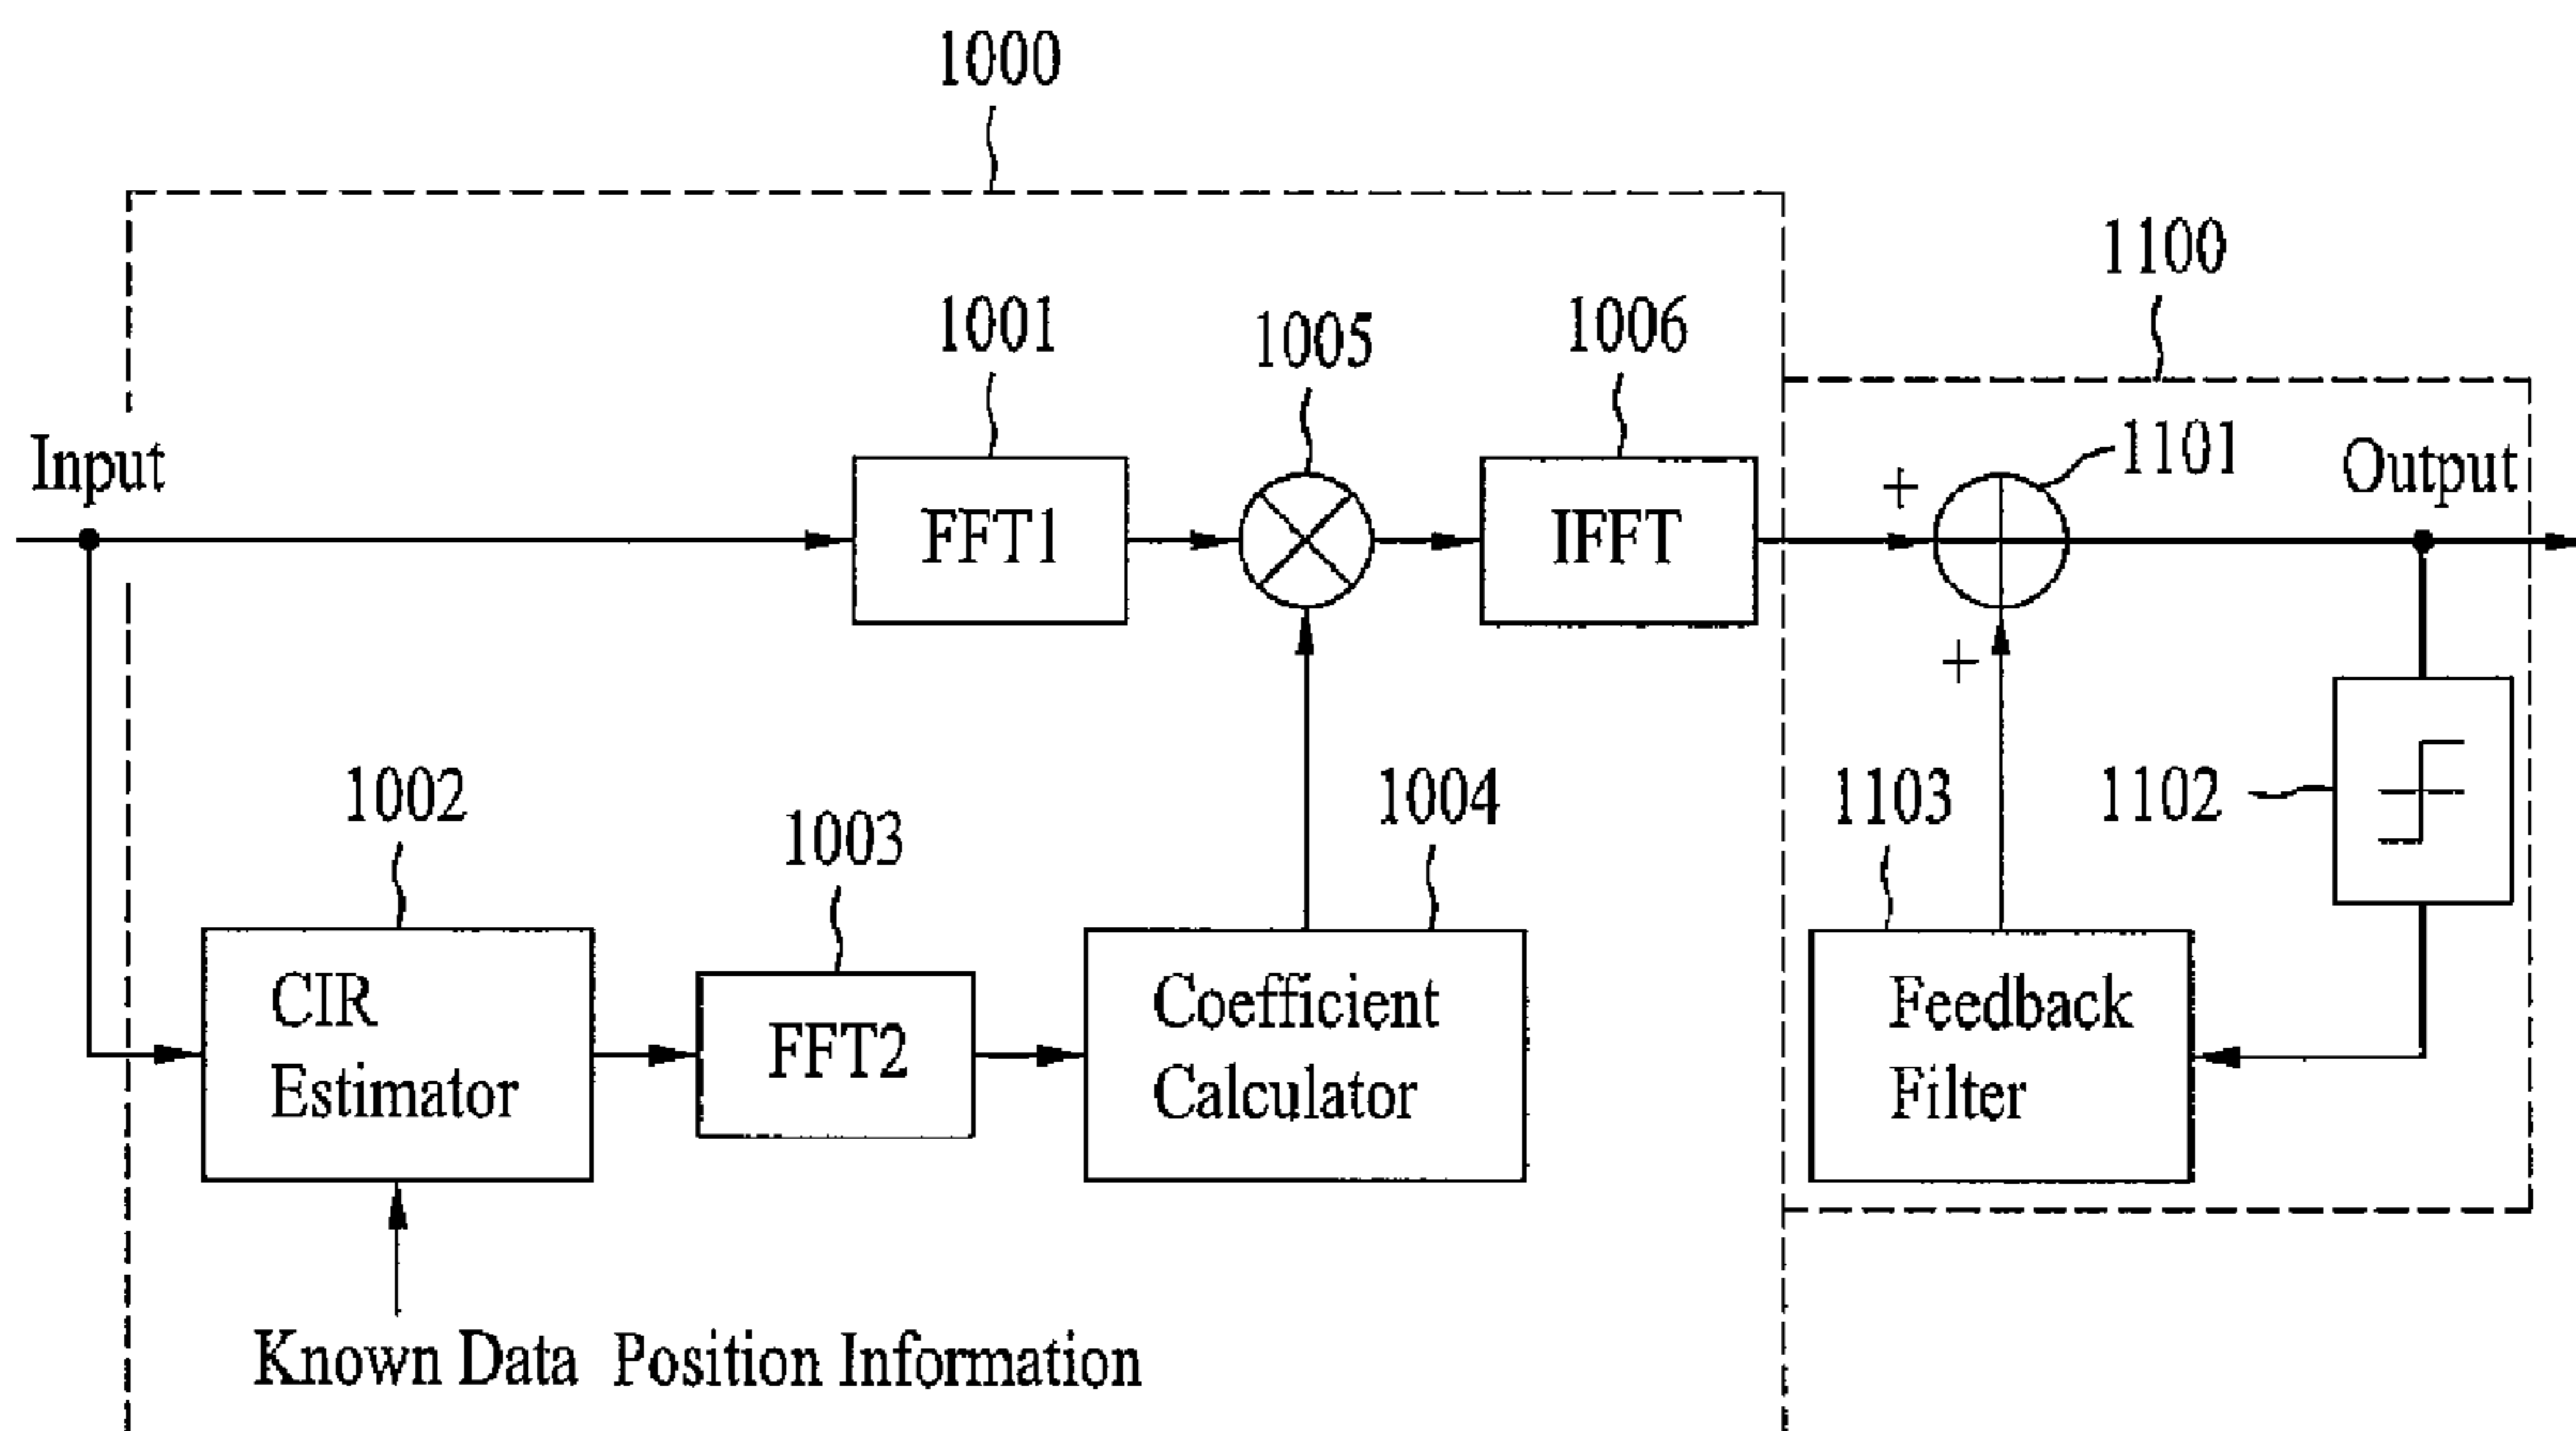 1000
1100
1001
1005
1006
1101
Input
Output
FFT1
IFFT
+
+
1002
1003
1004
1103
1102
CIR
Estimator
FFT2
Coefficient
Calculator
Feedback
Filter
Known Data Position Information